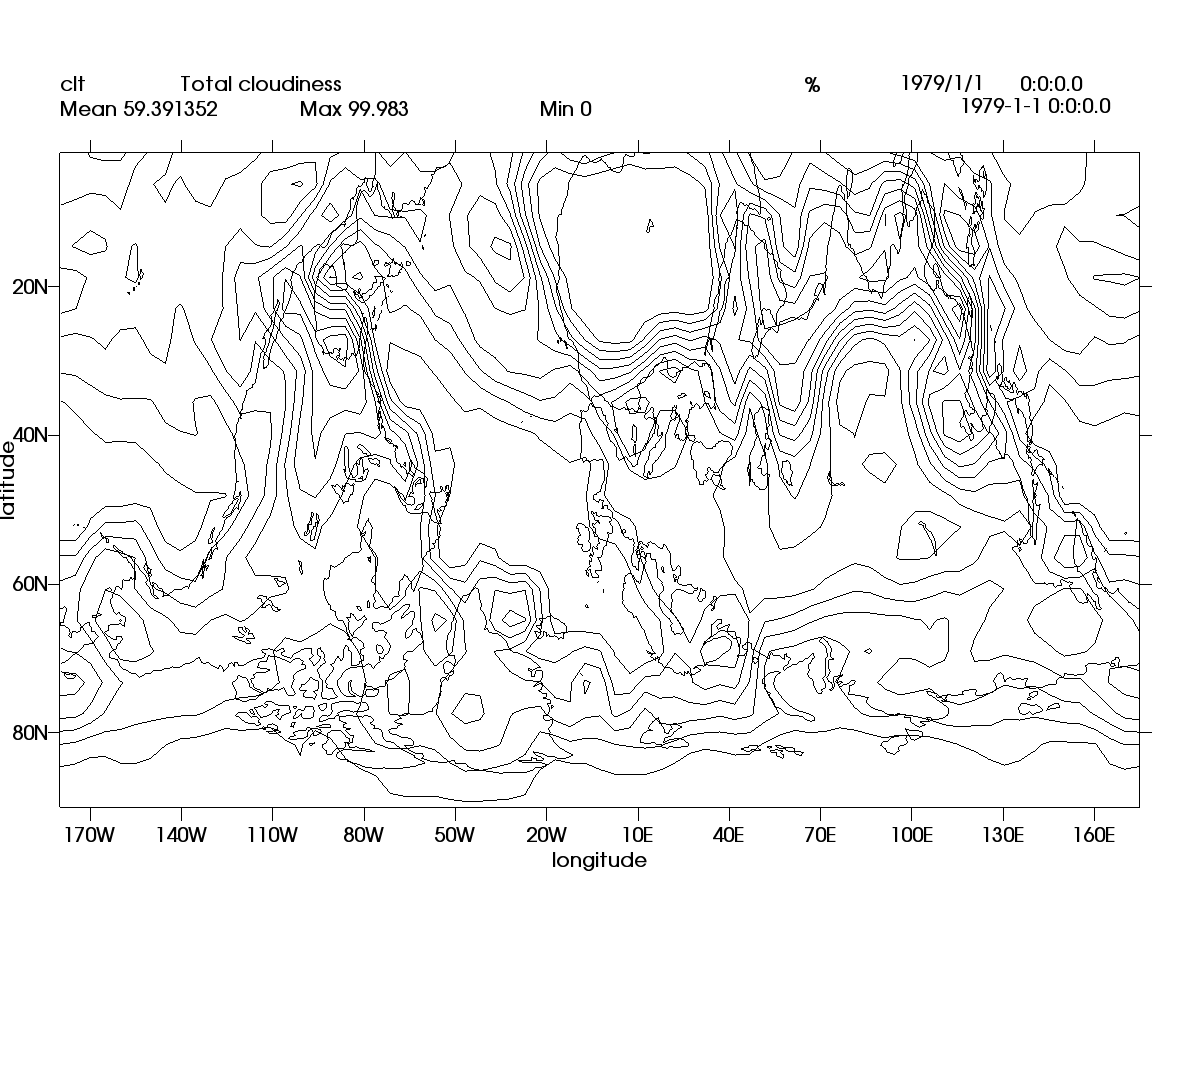 clt Total cloudiness % 1979/1/1 0:0:0.0
Mean 59.391352 Max 99.983 Min 0 1979-1-1 0:0:0.0
20N
40N
latitude
60N
80N
170W 140W 110W 80W 50W 20W 10E 40E 70E 100E 130E 160E
longitude